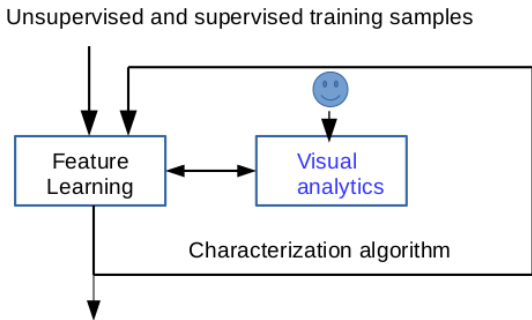 Unsupervised and supervised training samples
Feature
Learning
Visual
analytics
Characterization algorithm